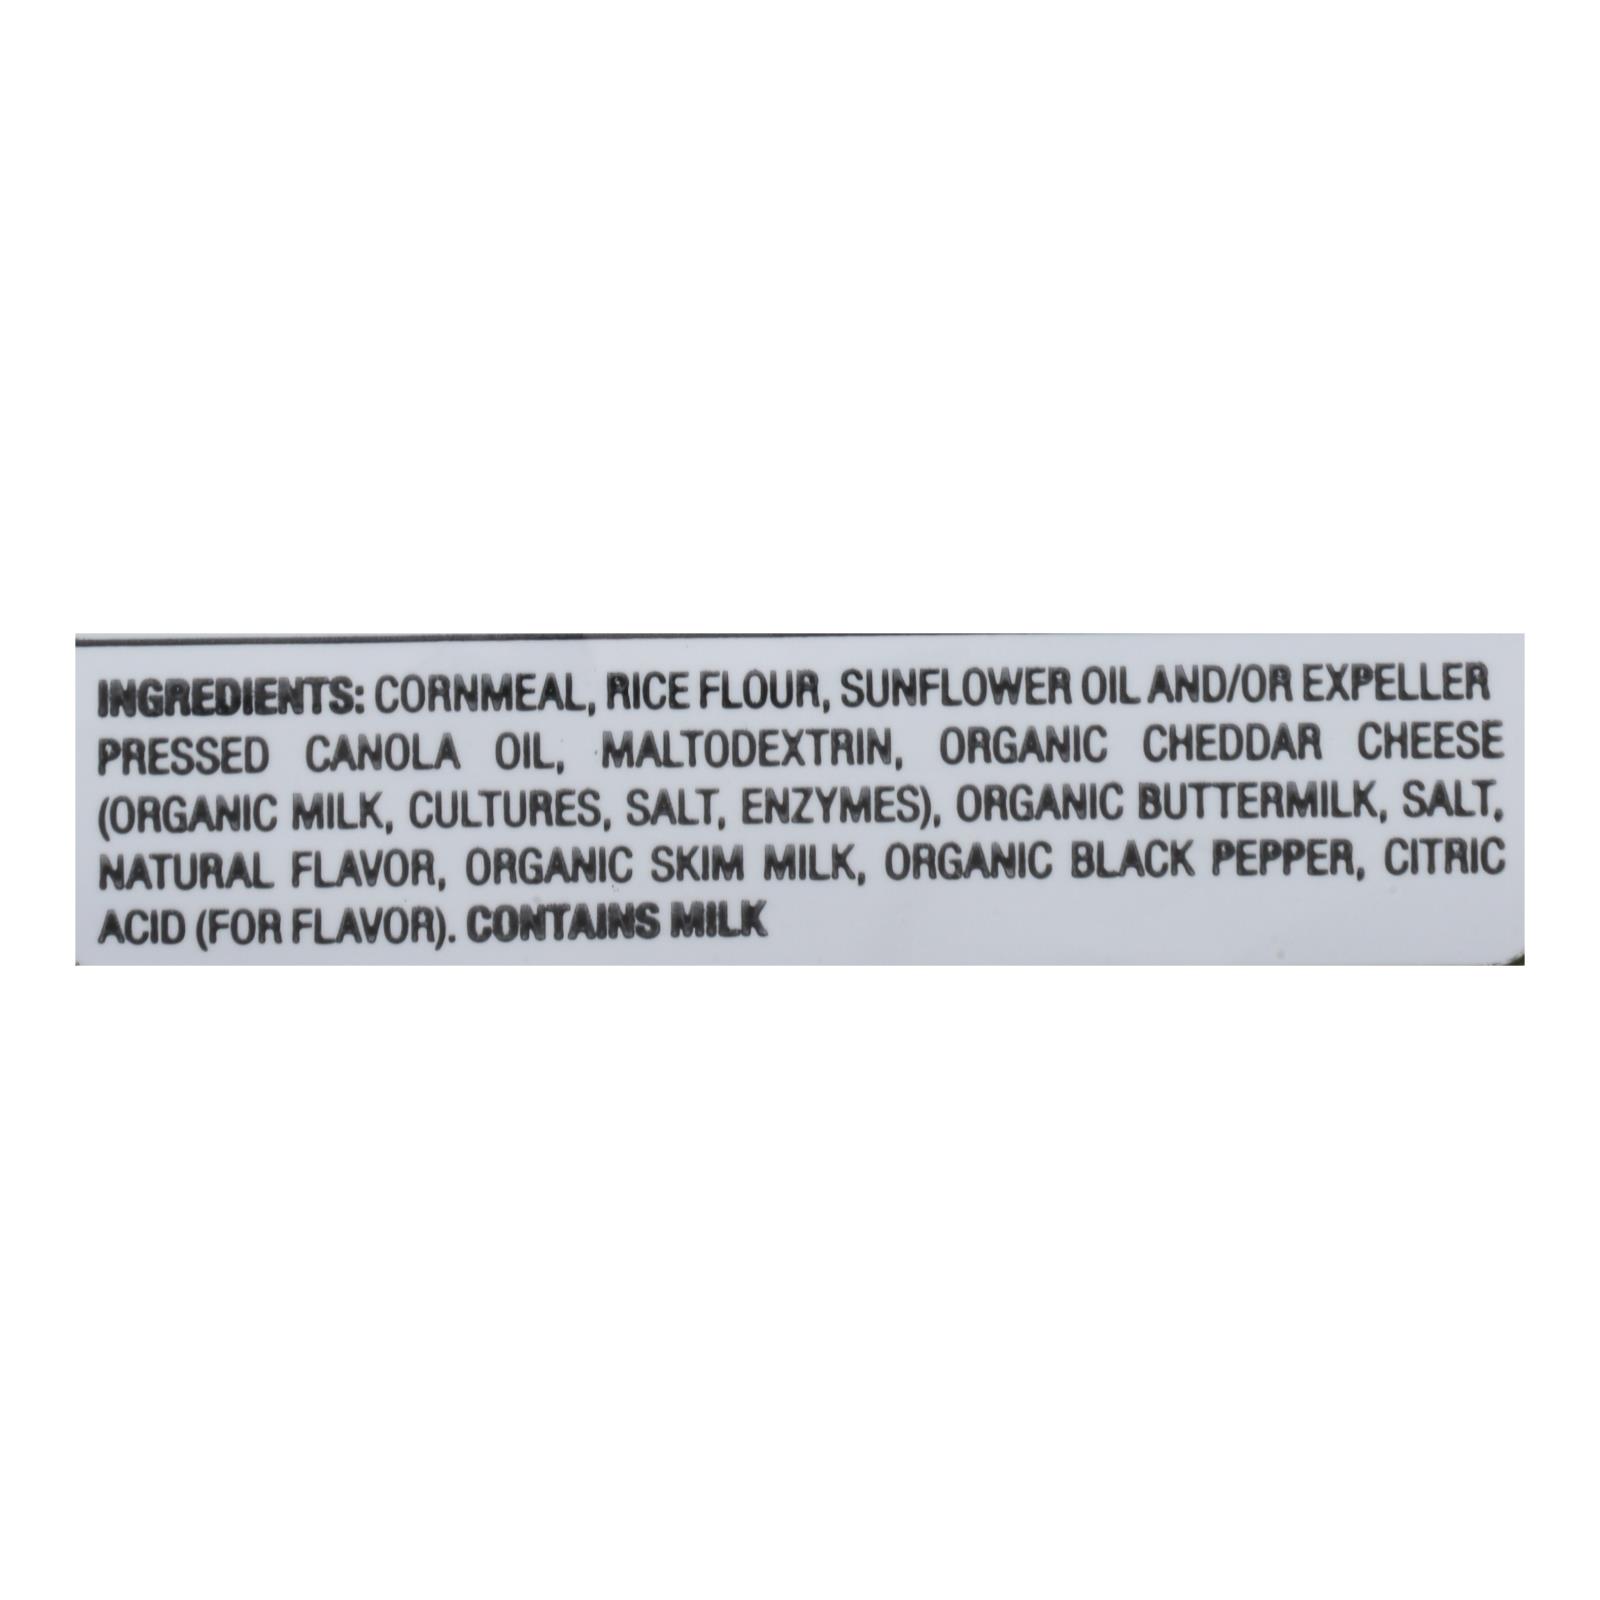 INGREDIENTS: CORNMEAL, RICE FLOUR, SUNFLOWER OIL AND/OR EXPELLER
PRESSED CANOLA OIL, MALTODEXTRIN, ORGANIC CHEDDAR CHEESE
(ORGANIC MILK, CULTURES, SALT, ENZYMES), ORGANIC BUTTERMILK, SALT,
NATURAL FLAVOR, ORGANIC SKIM MILK, ORGANIC BLACK PEPPER, CITRIC
ACID (FOR FLAVOR). CONTAINS MILK